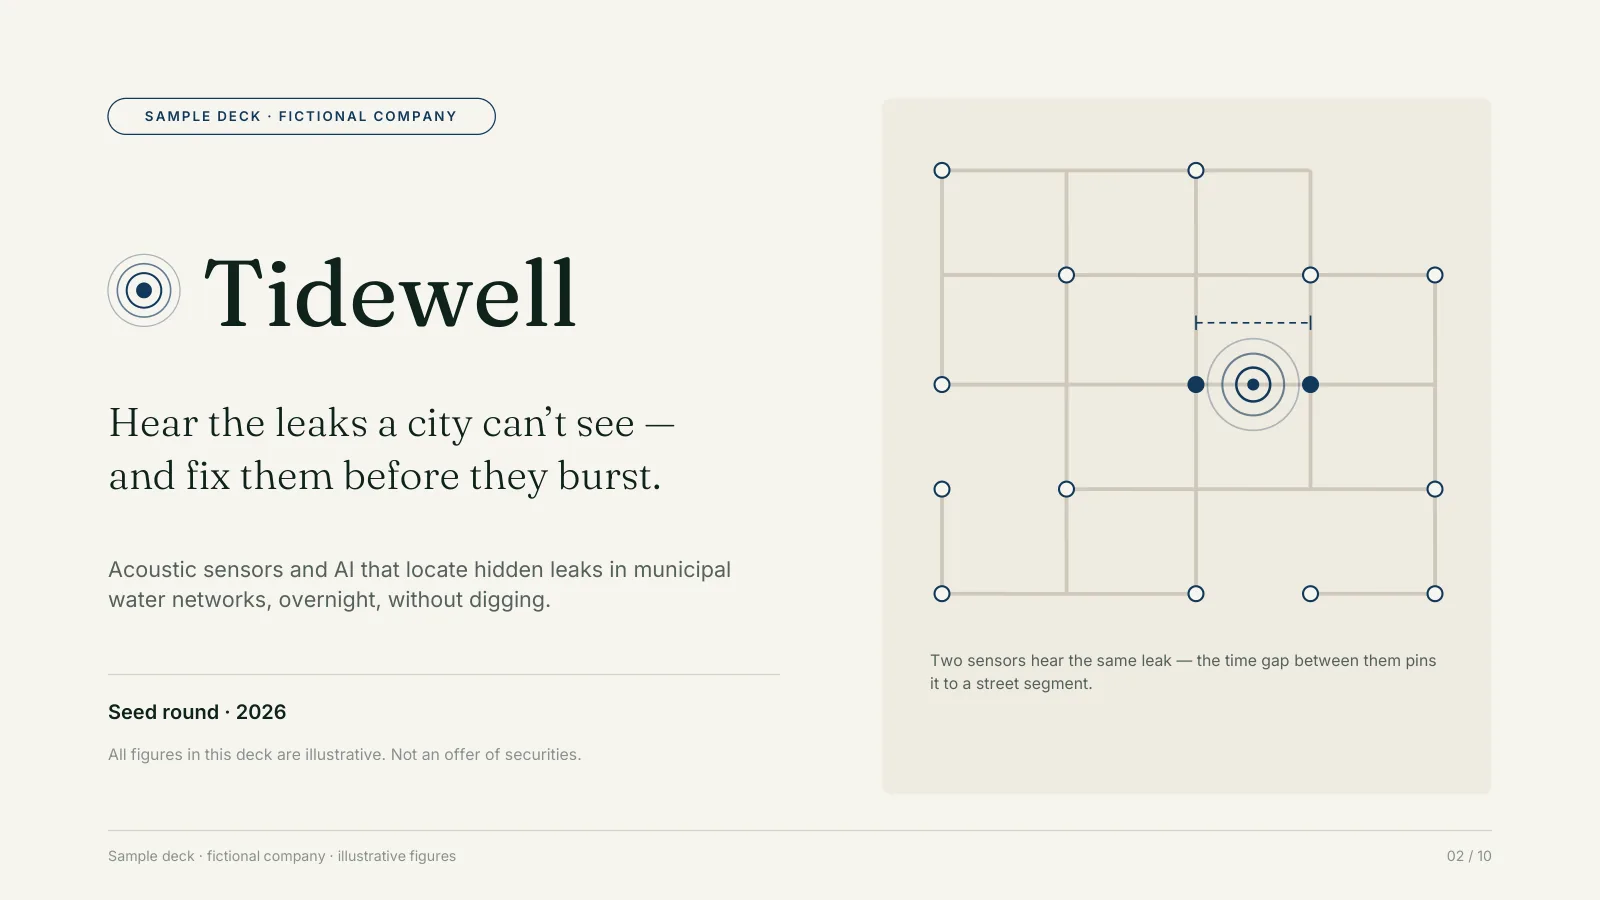 SAMPLE DECK · FICTIONAL COMPANY
Tidewell
Hear the leaks a city can’t see —
and fix them before they burst.
Acoustic sensors and AI that locate hidden leaks in municipal
water networks, overnight, without digging.
Seed round · 2026
All figures in this deck are illustrative. Not an offer of securities.
Two sensors hear the same leak — the time gap between them pins
it to a street segment.
Sample deck · fictional company · illustrative figures
02 / 10